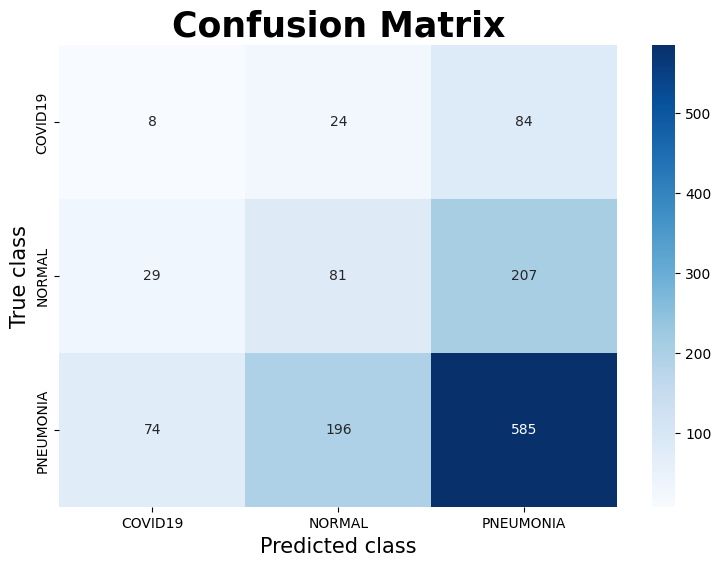 Confusion Matrix
True class
COVID19
8 24 84
NORMAL
29 81 207
PNEUMONIA
74 196 585
COVID19 NORMAL PNEUMONIA
Predicted class
500
400
300
200
100